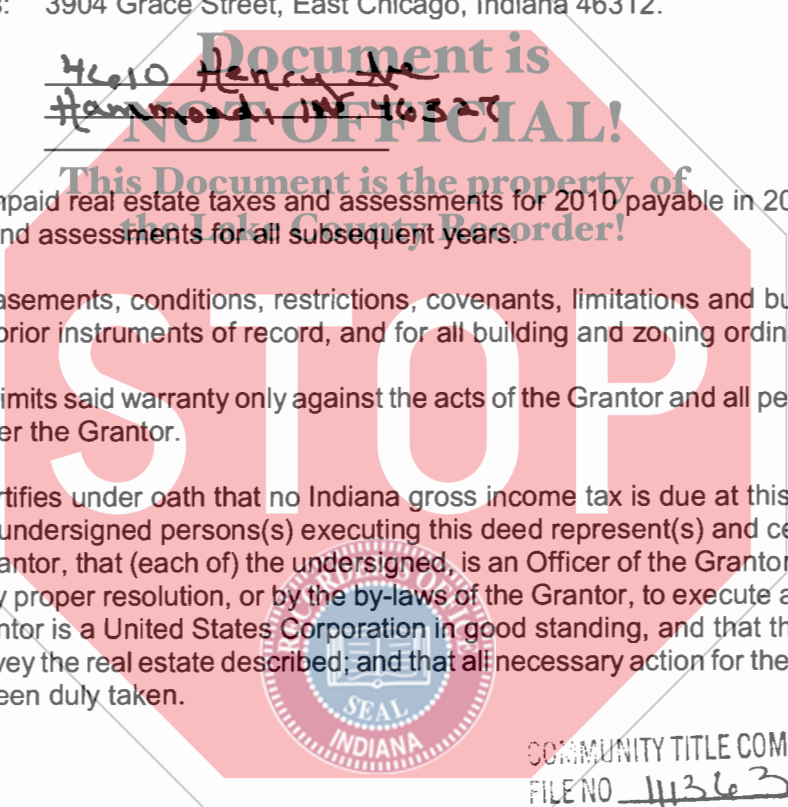 s: 3904 Grace Street, East Chicago, Indiana 46312.
Document is
4610 Henry Ave
Hammond, IN 46327
NOT OFFICIAL!
This Document is the property of
the Lake County Recorder!
npaid real estate taxes and assessments for 2010 payable in 20
nd assessments for all subsequent years.
asements, conditions, restrictions, covenants, limitations and bu
prior instruments of record, and for all building and zoning ordin
imits said warranty only against the acts of the Grantor and all pe
er the Grantor.
STOP
rtifies under oath that no Indiana gross income tax is due at this
undersigned persons(s) executing this deed represent(s) and ce
antor, that (each of) the undersigned, is an Officer of the Grantor
y proper resolution, or by the by-laws of the Grantor, to execute a
ntor is a United States Corporation in good standing, and that th
vey the real estate described; and that all necessary action for the
een duly taken.
RECORDER'S OFFICE
SEAL
INDIANA
COMMUNITY TITLE COM
FILE NO 111363